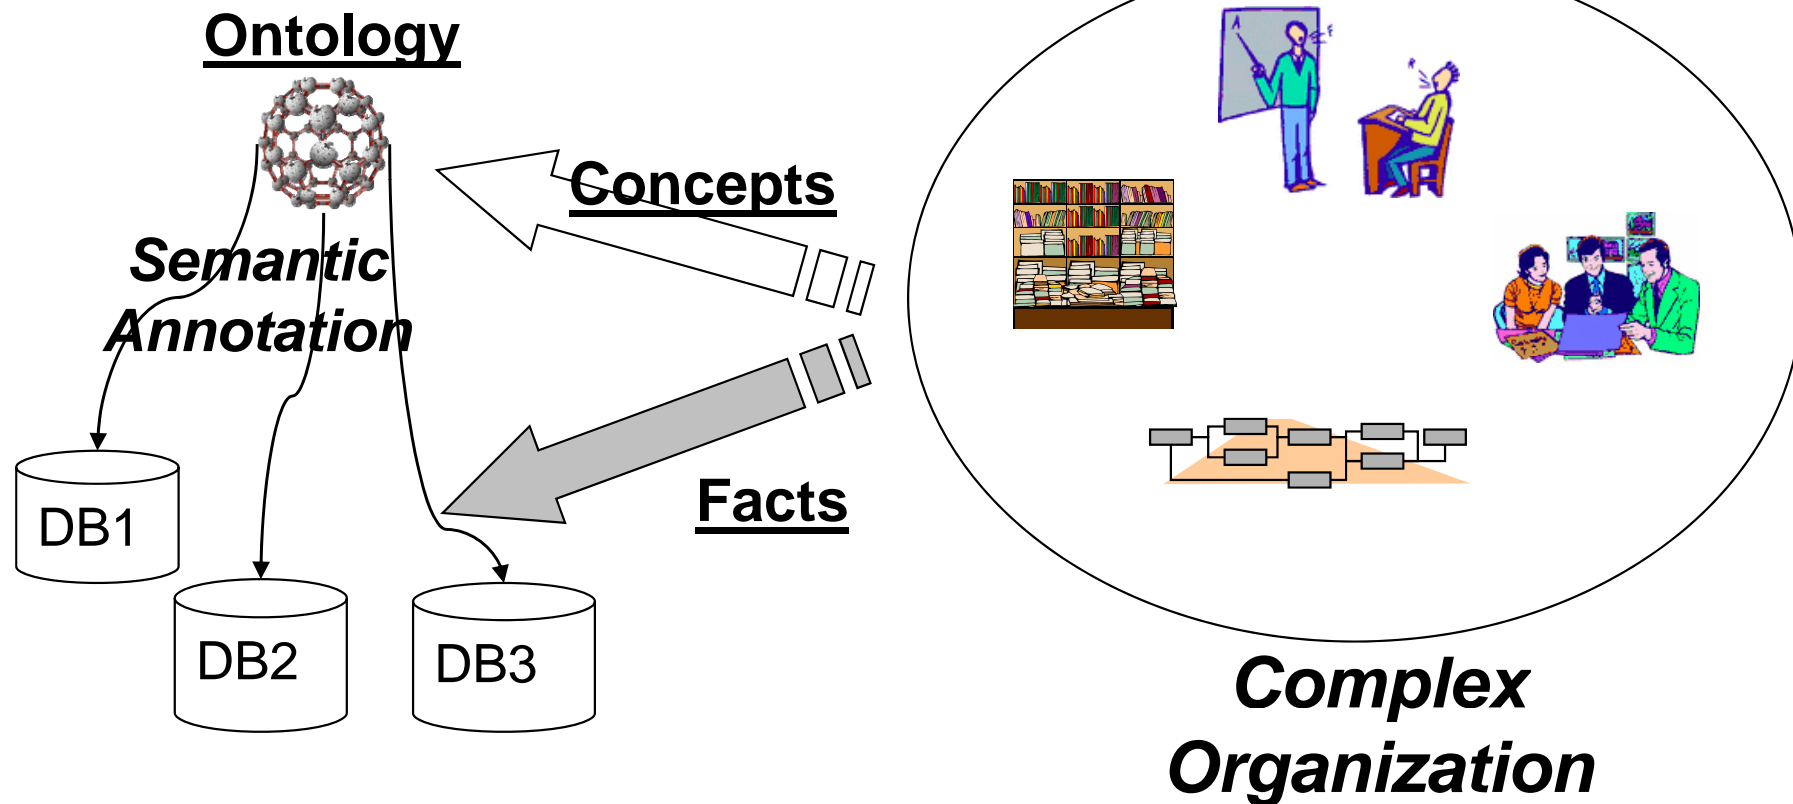 Ontology
Concepts
Semantic
Annotation
Facts
DB1
DB2
DB3
Complex
Organization